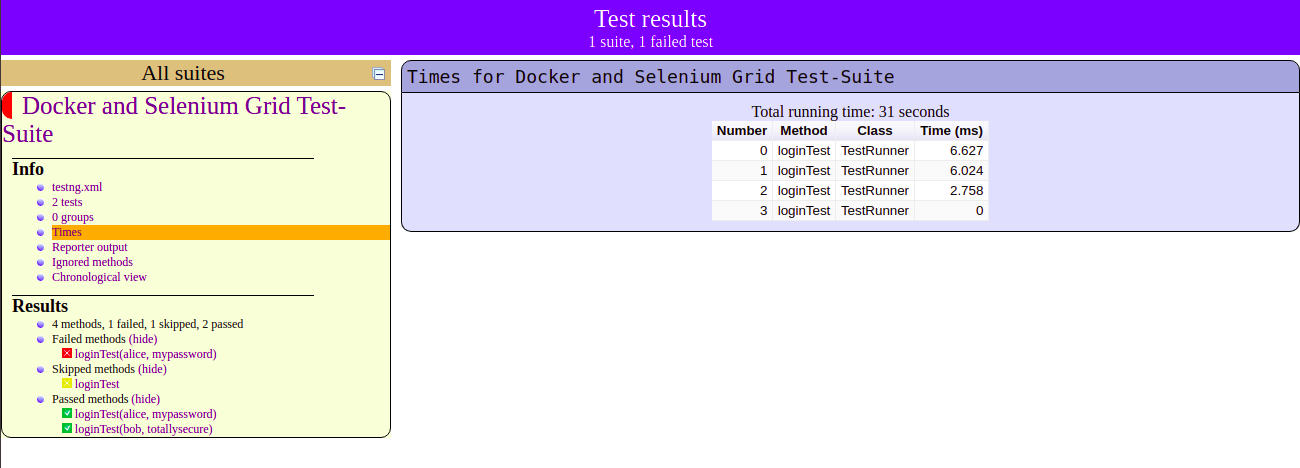 Test results
1 suite, 1 failed test
All suites
Docker and Selenium Grid Test-
Suite
Info
testng.xml
2 tests
0 groups
Times
Reporter output
Ignored methods
Chronological view
Results
4 methods, 1 failed, 1 skipped, 2 passed
Failed methods (hide)
loginTest(alice, mypassword)
Skipped methods (hide)
loginTest
Passed methods (hide)
loginTest(alice, mypassword)
loginTest(bob, totallysecure)
Times for Docker and Selenium Grid Test-Suite
Total running time: 31 seconds
Number Method Class Time (ms)
0 loginTest TestRunner 6.627
1 loginTest TestRunner 6.024
2 loginTest TestRunner 2.758
3 loginTest TestRunner 0